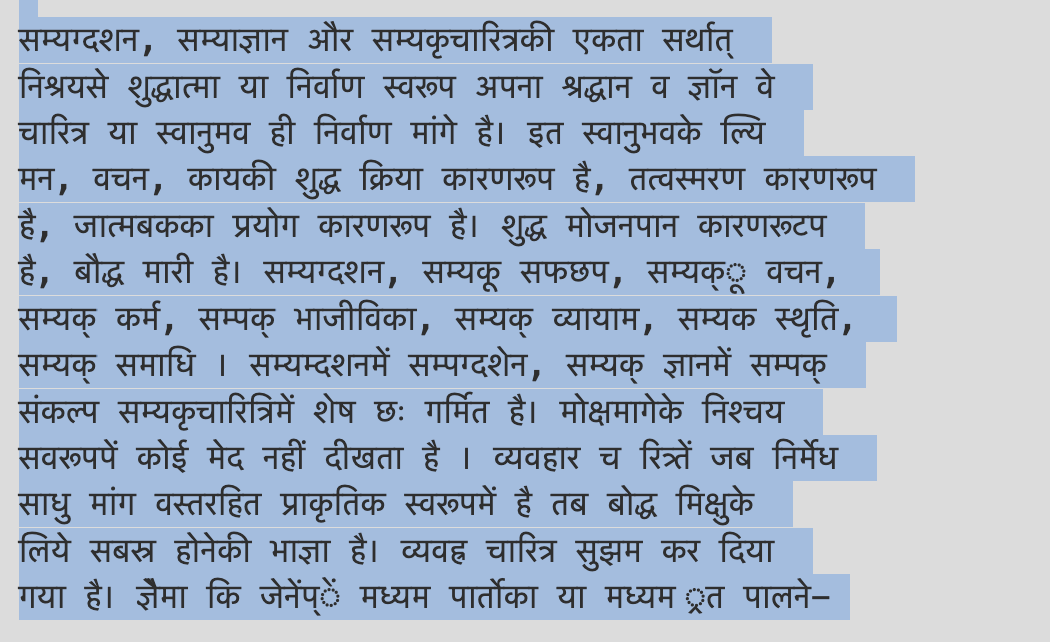 सम्यग्दशन, सम्याज्ञान और सम्यकृचारित्रकी एकता सर्थात्
निश्रयसे शुद्धात्मा या निर्वाण स्वरूप अपना श्रद्धान व ज्ञॉन वे
चारित्र या स्वानुमव ही निर्वाण मांगे है। इत स्वानुभवके ल्यि
मन, वचन, कायकी शुद्ध क्रिया कारणरूप है, तत्वस्मरण कारणरूप
है, जात्मबकका प्रयोग कारणरूप है। शुद्ध मोजनपान कारणरूटप
है, बौद्ध मारी है। सम्यग्दशन, सम्यकू सफछप, सम्यक्ू वचन,
सम्यक् कर्म, सम्पक् भाजीविका, सम्यक् व्यायाम, सम्यक स्थृति,
सम्यक् समाधि । सम्यम्दशनमें सम्पग्दशेन, सम्यक् ज्ञानमें सम्पक्
संकल्प सम्यकृचारित्रिमें शेष छः गर्मित है। मोक्षमागेके निश्चय
सवरूपपें कोई मेद नहीं दीखता है । व्यवहार च रित्र्तें जब निर्मेध
साधु मांग वस्तरहित प्राकृतिक स्वरूपमें है तब बोद्ध मिक्षुके
लिये सबस्र होनेकी भाज्ञा है। व्यवह्न चारित्र सुझम कर दिया
गया है। ज़ैेमा कि जेनेंप्ें मध्यम पार्तोका या मध्यम ्र्त पालने—